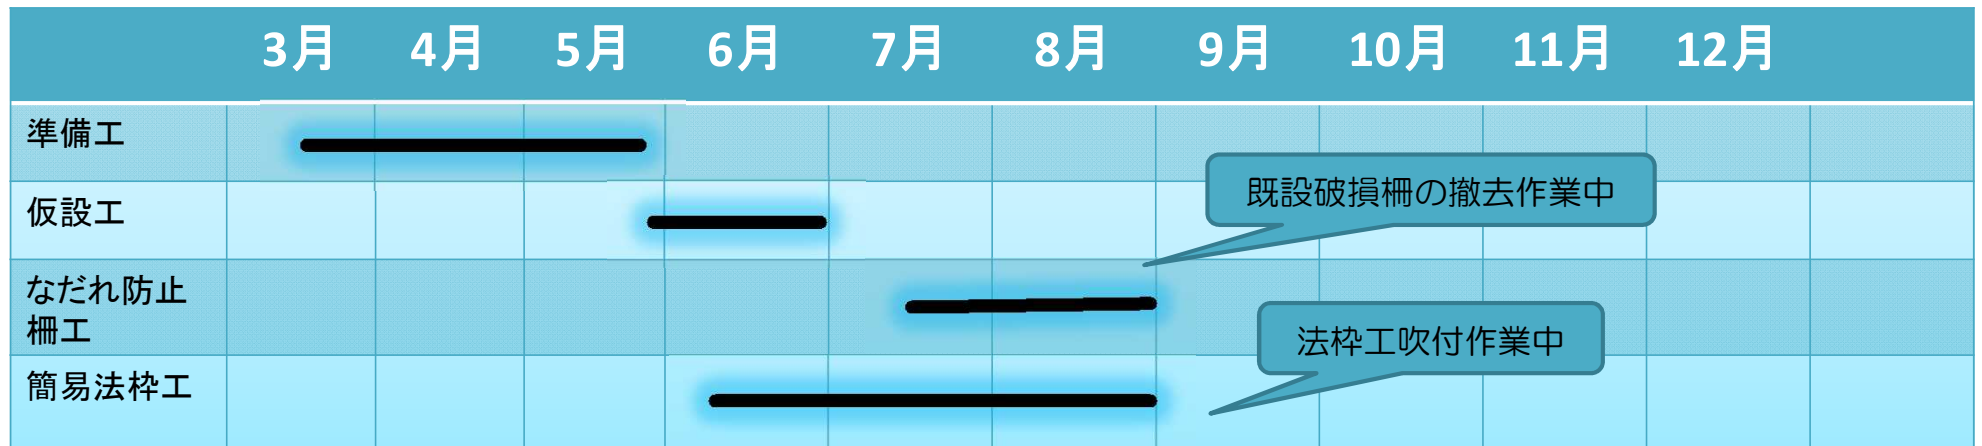 3月 4月 5月 6月 7月 8月 9月 10月 11月 12月
準備工
既設破損柵の撤去作業中
仮設工
なだれ防止
柵工
法枠工吹付作業中
簡易法枠工